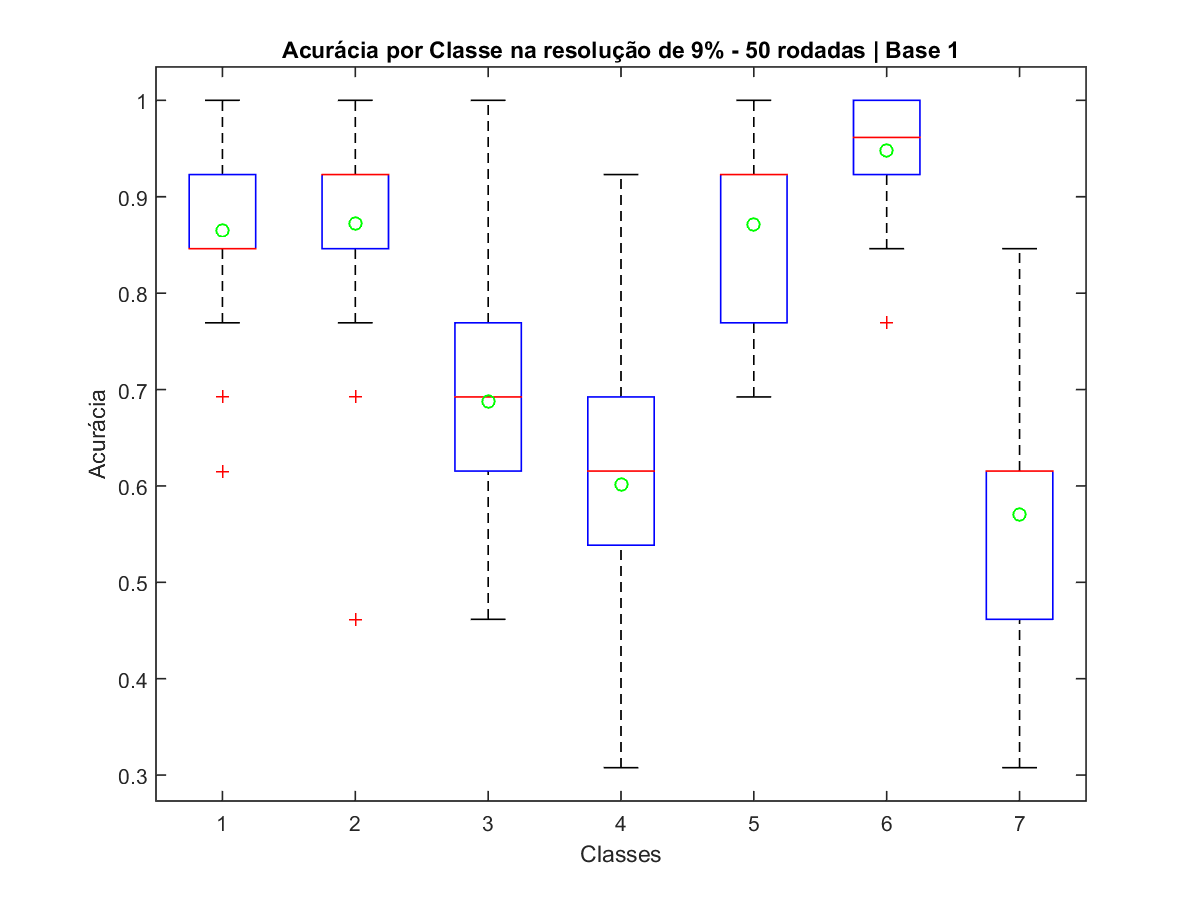 Acurácia por Classe na resolução de 9% - 50 rodadas | Base 1
1
0.9
0.8
0.7
0.6
0.5
0.4
0.3
Acurácia
1 2 3 4 5 6 7
Classes